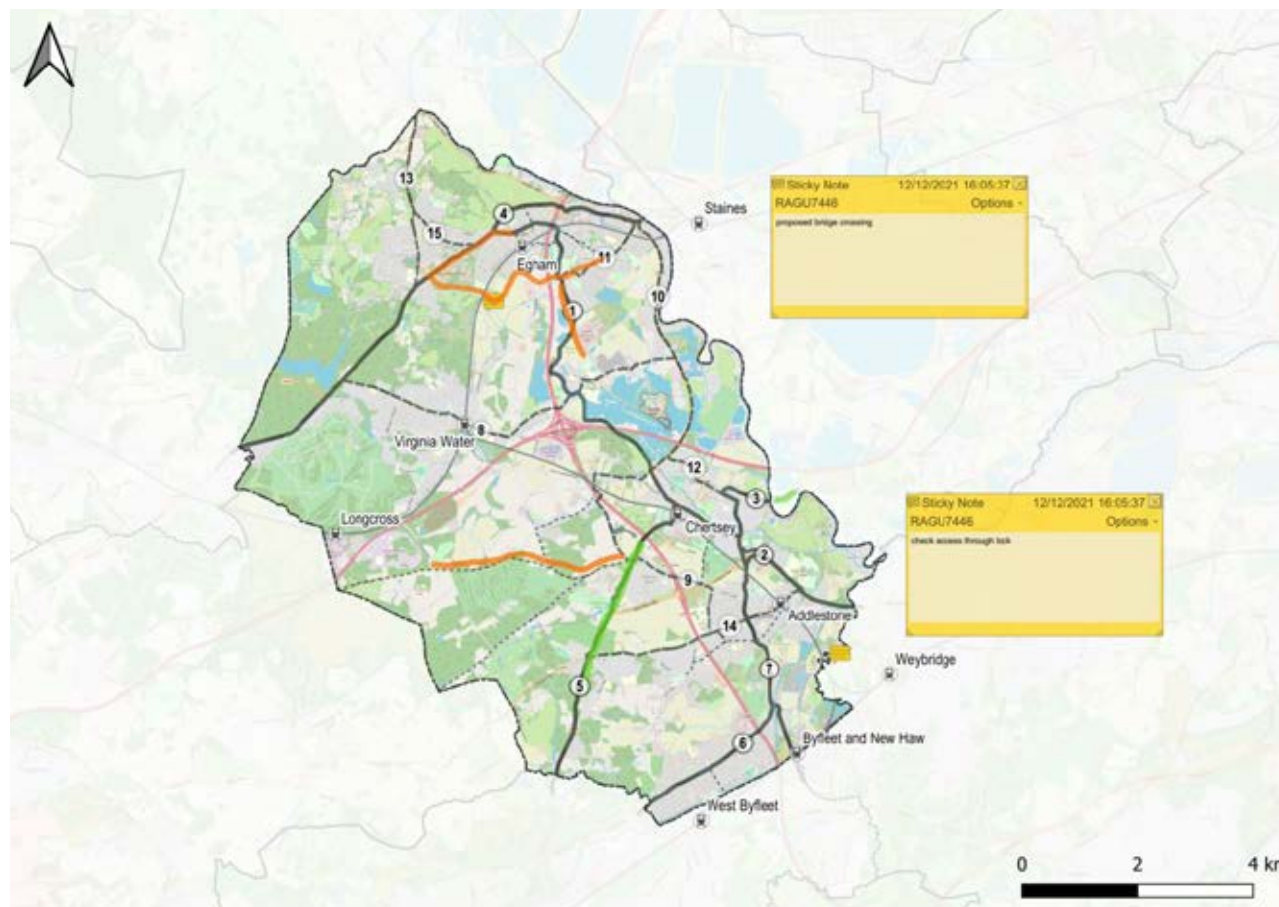 13
4
Staines
15
Egham
11
10
1
Sticky Note 12/12/2021 16:05:37
RAGU7446 Options
proposed bridge crossing
Virginia Water
8
12
3
Longcross
Chertsey
2
9
Addlestone
14
Sticky Note 12/12/2021 16:05:37
RAGU7446 Options
check access through lock
Weybridge
7
5
6
Byfleet and New Haw
West Byfleet
0 2 4 km